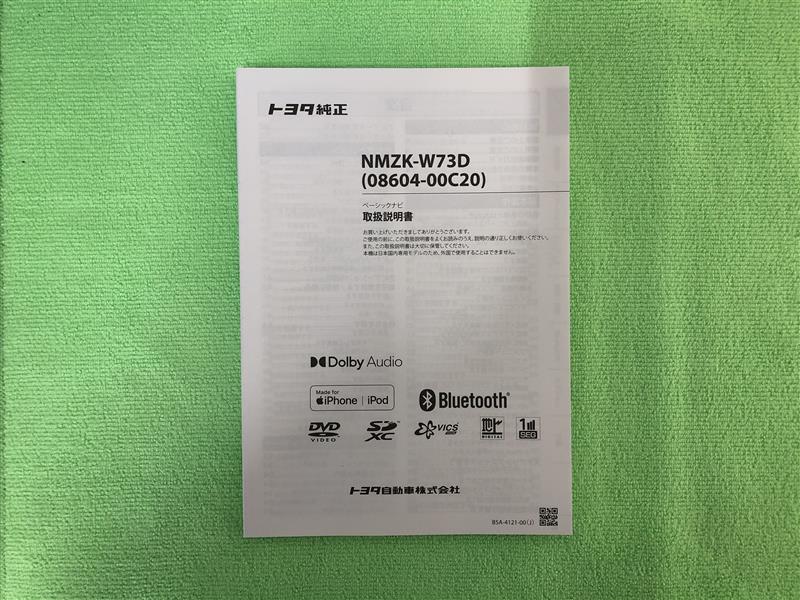 トヨタ純正
NMZK-W73D
(08604-00C20)
ベーシックナビ
取扱説明書
お買い上げいただきましてありがとうございます。
ご使用の前に、この取扱説明書をよくお読みのうえ、説明の通り正しくお使いください。
また、この取扱説明書は大切に保管してください。
本機は日本国内専用モデルのため、外国で使用することはできません。
Dolby Audio
Made for
iPhone | iPod
Bluetooth®
DVD VIDEO SD XC VICS 地上 DIGITAL 1 SEG
トヨタ自動車株式会社
B5A-4121-00 (J)